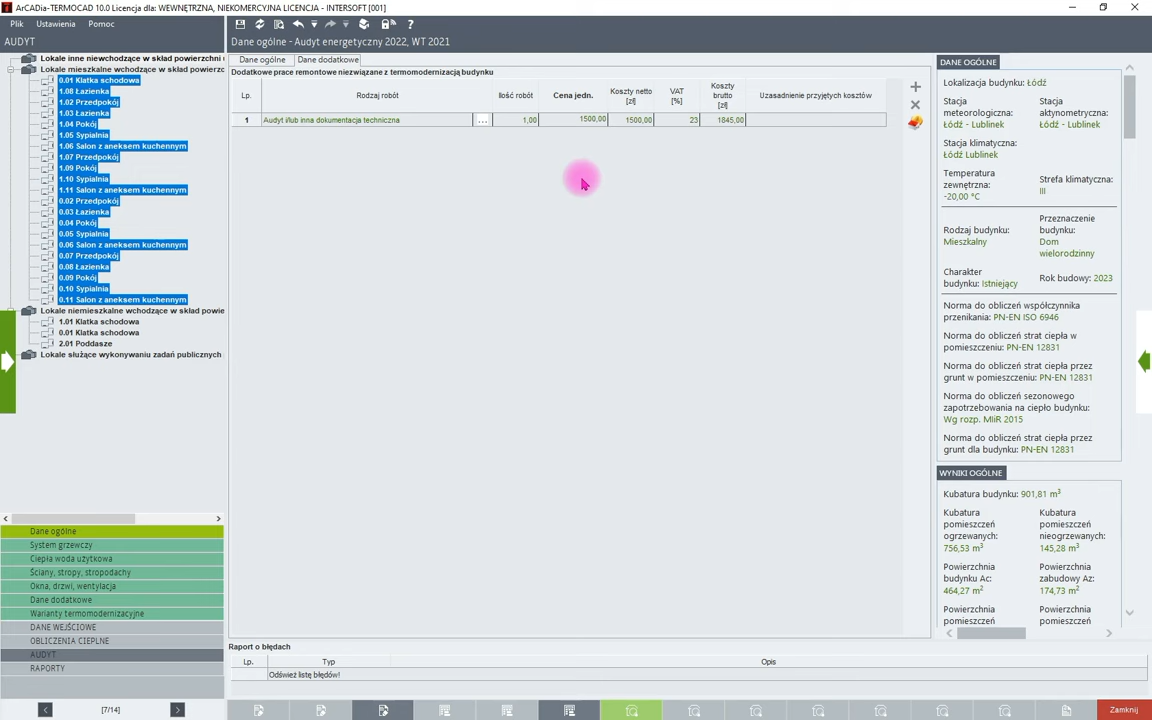 ArCADia-TERMOCAD 10.0 Licencja dla: WEWNĘTRZNA, NIEKOMERCYJNA LICENCJA - INTERSOFT [001]
Plik Ustawienia Pomoc
AUDYT
Dane ogólne - Audyt energetyczny 2022, WT 2021
Lokale inne niewchodzące w skład powierzchni
Lokale mieszkalne wchodzące w skład powierzc
0.01 Klatka schodowa
1.08 Łazienka
1.02 Przedpokój
1.03 Łazienka
1.04 Pokój
1.05 Sypialnia
1.06 Salon z aneksem kuchennym
1.07 Przedpokój
1.09 Pokój
1.10 Sypialnia
1.11 Salon z aneksem kuchennym
0.02 Przedpokój
0.03 Łazienka
0.04 Pokój
0.05 Sypialnia
0.06 Salon z aneksem kuchennym
0.07 Przedpokój
0.08 Łazienka
0.09 Pokój
0.10 Sypialnia
0.11 Salon z aneksem kuchennym
Lokale niemieszkalne wchodzące w skład powie
1.01 Klatka schodowa
0.01 Klatka schodowa
2.01 Poddasze
Lokale służące wykonywaniu zadań publicznych
Dane ogólne
System grzewczy
Ciepła woda użytkowa
Ściany, stropy, stropodachy
Okna, drzwi, wentylacja
Dane dodatkowe
Warianty termomodernizacyjne
DANE WEJŚCIOWE
OBLICZENIA CIEPLNE
AUDYT
RAPORTY
[7/14]
Dane ogólne Dane dodatkowe
Dodatkowe prace remontowe niezwiązane z termomodernizacją budynku
Lp. Rodzaj robót Ilość robót Cena jedn. Koszty netto [zł] VAT [%] Koszty brutto [zł] Uzasadnienie przyjętych kosztów
1 Audyt i/lub inna dokumentacja techniczna ... 1,00 1500,00 1500,00 23 1845,00
Raport o błędach
Lp. Typ Opis
Odśwież listę błędów!
DANE OGÓLNE
Lokalizacja budynku: Łódź
Stacja meteorologiczna: Łódź - Lublinek
Stacja aktynometryczna: Łódź - Lublinek
Stacja klimatyczna: Łódź Lublinek
Temperatura zewnętrzna: -20,00 °C
Strefa klimatyczna: III
Rodzaj budynku: Mieszkalny
Przeznaczenie budynku: Dom wielorodzinny
Charakter budynku: Istniejący
Rok budowy: 2023
Norma do obliczeń współczynnika
przenikania: PN-EN ISO 6946
Norma do obliczeń strat ciepła w
pomieszczeniu: PN-EN 12831
Norma do obliczeń strat ciepła przez
grunt w pomieszczeniu: PN-EN 12831
Norma do obliczeń sezonowego
zapotrzebowania na ciepło budynku:
Wg rozp. MIiR 2015
Norma do obliczeń strat ciepła przez
grunt dla budynku: PN-EN 12831
WYNIKI OGÓLNE
Kubatura budynku: 901,81 m³
Kubatura pomieszczeń ogrzewanych: 756,53 m³
Kubatura pomieszczeń nieogrzewanych: 145,28 m³
Powierzchnia budynku Ac: 464,27 m²
Powierzchnia zabudowy Az: 174,73 m²
Powierzchnia pomieszczeń
Powierzchnia pomieszczeń
Zamknij